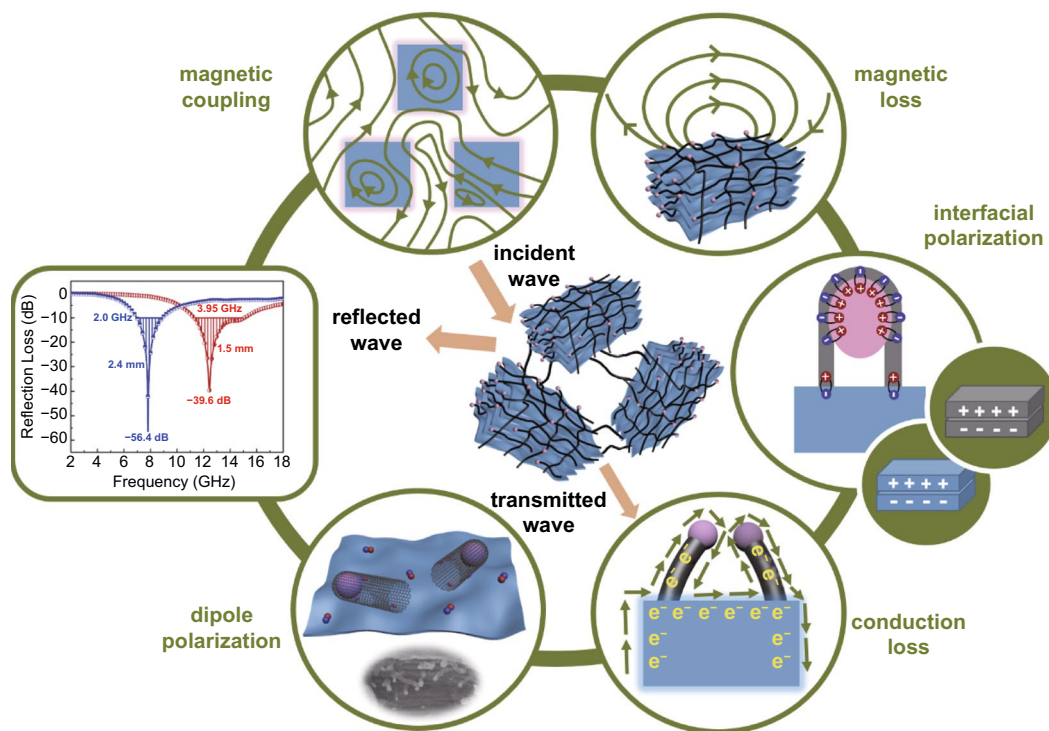 magnetic
coupling
magnetic
loss
interfacial
polarization
incident
wave
reflected
wave
transmitted
wave
Reflection Loss (dB)
0
−10
−20
−30
−40
−50
−60
2 4 6 8 10 12 14 16 18
Frequency (GHz)
2.0 GHz
3.95 GHz
2.4 mm
1.5 mm
−39.6 dB
−56.4 dB
+ + + +
− − − −
+ + + +
− − − −
dipole
polarization
conduction
loss
e⁻ e⁻
e⁻ e⁻
e⁻ e⁻ e⁻ e⁻ e⁻ e⁻
e⁻ e⁻
e⁻ e⁻